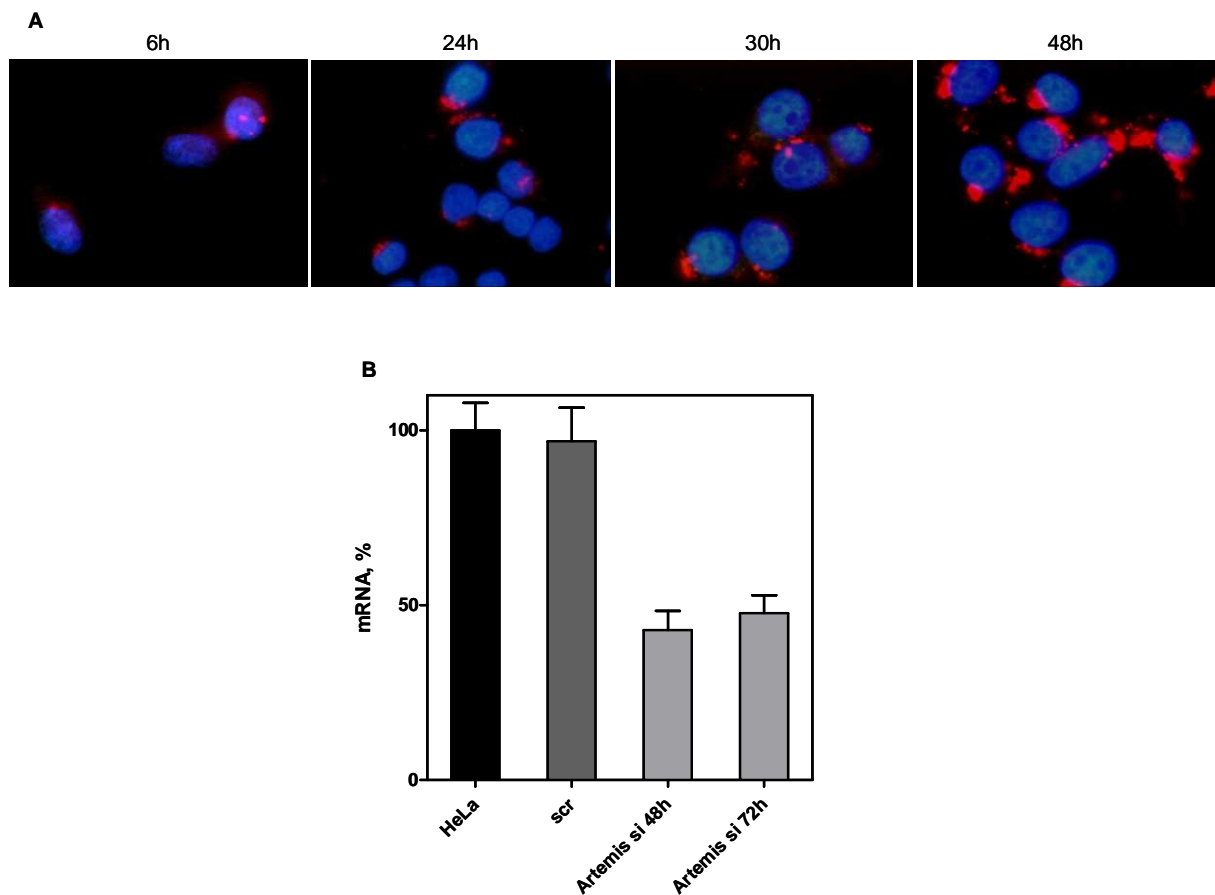 A
6h 24h 30h 48h
B
100
50
0
mRNA, %
HeLa
scr
Artemis si 48h
Artemis si 72h